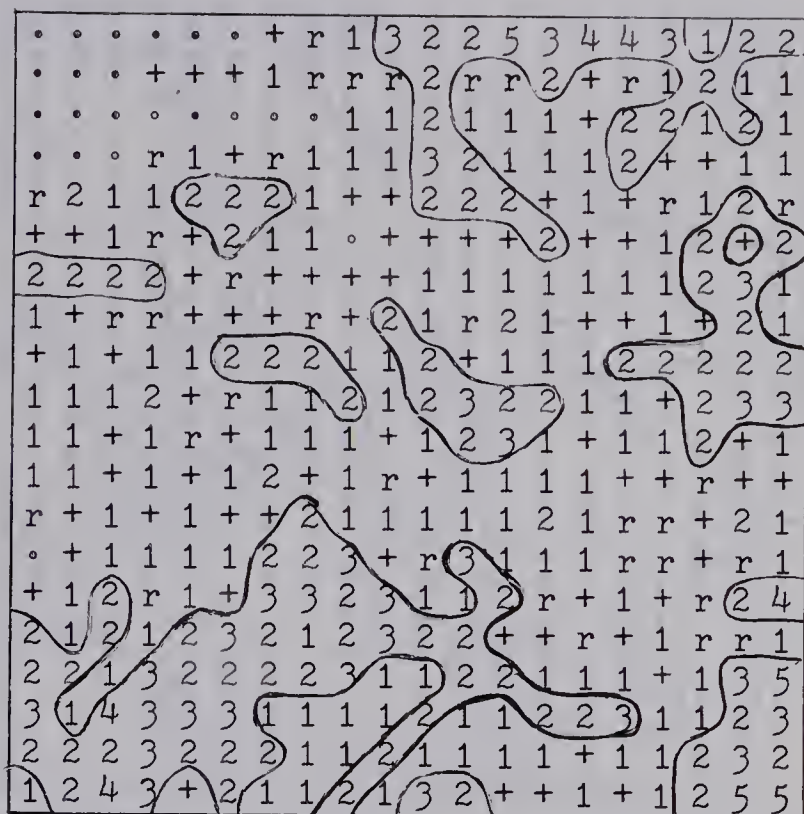 • • • • • • + r 1 3 2 2 5 3 4 4 3 1 2 2
• • • + + + 1 r r r 2 r r 2 + r 1 2 1 1
• • • ∘ • ∘ ∘ • 1 1 2 1 1 1 + 2 2 1 2 1
• • ∘ r 1 + r 1 1 1 3 2 1 1 1 2 + + 1 1
r 2 1 1 2 2 2 1 + + 2 2 2 + 1 + r 1 2 r
+ + 1 r + 2 1 1 ∘ + + + + 2 + + 1 2 + 2
2 2 2 2 + r + + + + 1 1 1 1 1 1 1 2 3 1
1 + r r + + + r + 2 1 r 2 1 + + 1 + 2 1
+ 1 + 1 1 2 2 2 1 1 2 + 1 1 1 2 2 2 2 2
1 1 1 2 + r 1 1 2 1 2 3 2 2 1 1 + 2 3 3
1 1 + 1 r + 1 1 1 + 1 2 3 1 + 1 1 2 + 1
1 1 + 1 + 1 2 + 1 r + 1 1 1 1 + + r + +
r + 1 + 1 + + 2 1 1 1 1 1 2 1 r r + 2 1
∘ + 1 1 1 1 2 2 3 + r 3 1 1 1 r r + r 1
+ 1 2 r 1 + 3 3 2 3 1 1 2 r + 1 + r 2 4
2 1 2 1 2 3 2 1 2 3 2 2 + + r + 1 r r 1
2 2 1 3 2 2 2 2 3 1 1 2 2 1 1 1 + 1 3 5
3 1 4 3 3 3 1 1 1 1 2 1 1 2 2 3 1 1 2 3
2 2 2 3 2 2 2 1 1 2 1 1 1 1 + 1 1 2 3 2
1 2 4 3 + 2 1 1 2 1 3 2 + + 1 + 1 2 5 5